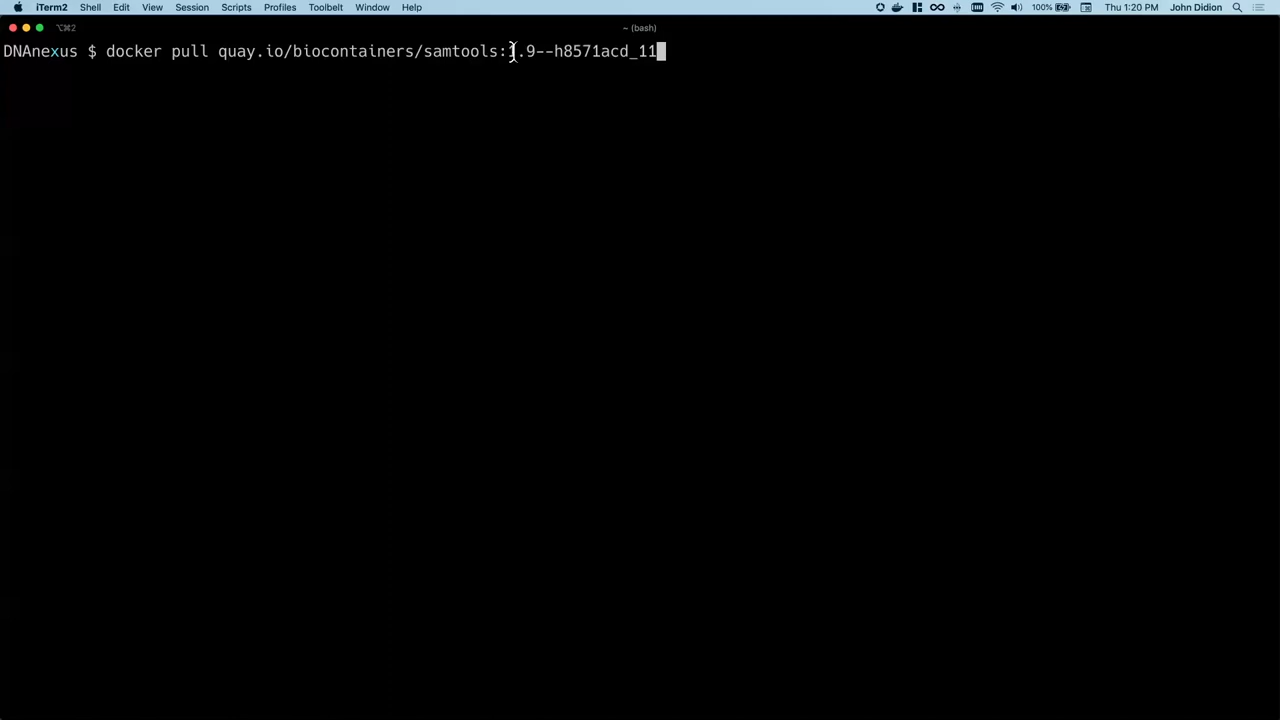 iTerm2 Shell Edit View Session Scripts Profiles Toolbelt Window Help 100% Thu 1:20 PM John Didion
⌥⌘2 ~ (bash)
DNAnexus $ docker pull quay.io/biocontainers/samtools:1.9--h8571acd_11